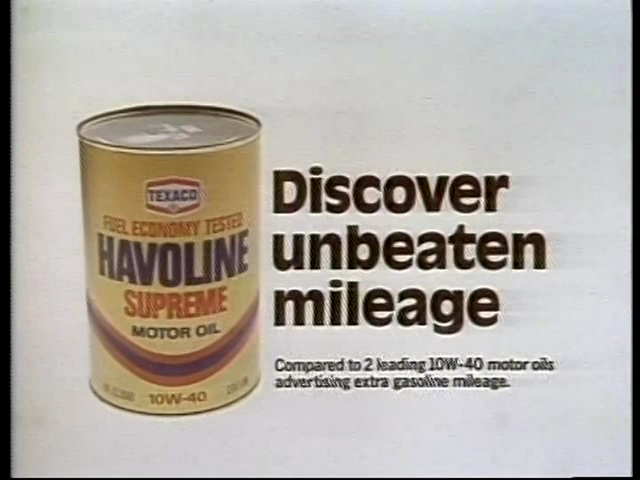 TEXACO
FUEL ECONOMY TESTED
HAVOLINE
SUPREME
MOTOR OIL
10W-40
Discover
unbeaten
mileage
Compared to 2 leading 10W-40 motor oils
advertising extra gasoline mileage.